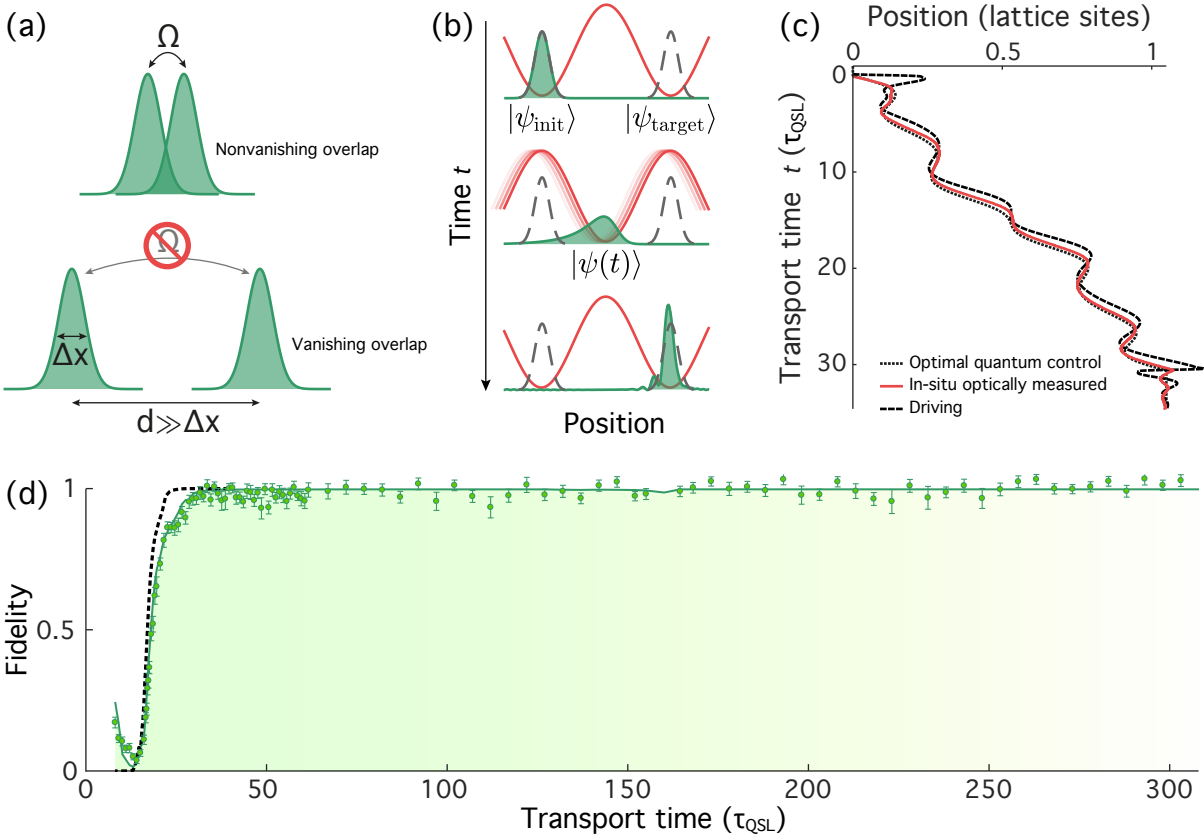 (a)
Ω
Nonvanishing overlap
Ω
Δx
Vanishing overlap
d≫Δx
(b)
Time t
|ψinit⟩
|ψtarget⟩
|ψ(t)⟩
Position
(c)
Position (lattice sites)
0 0.5 1
Transport time t (τQSL)
0
10
20
30
Optimal quantum control
In-situ optically measured
Driving
(d)
Fidelity
1
0.5
0
0 50 100 150 200 250 300
Transport time (τQSL)